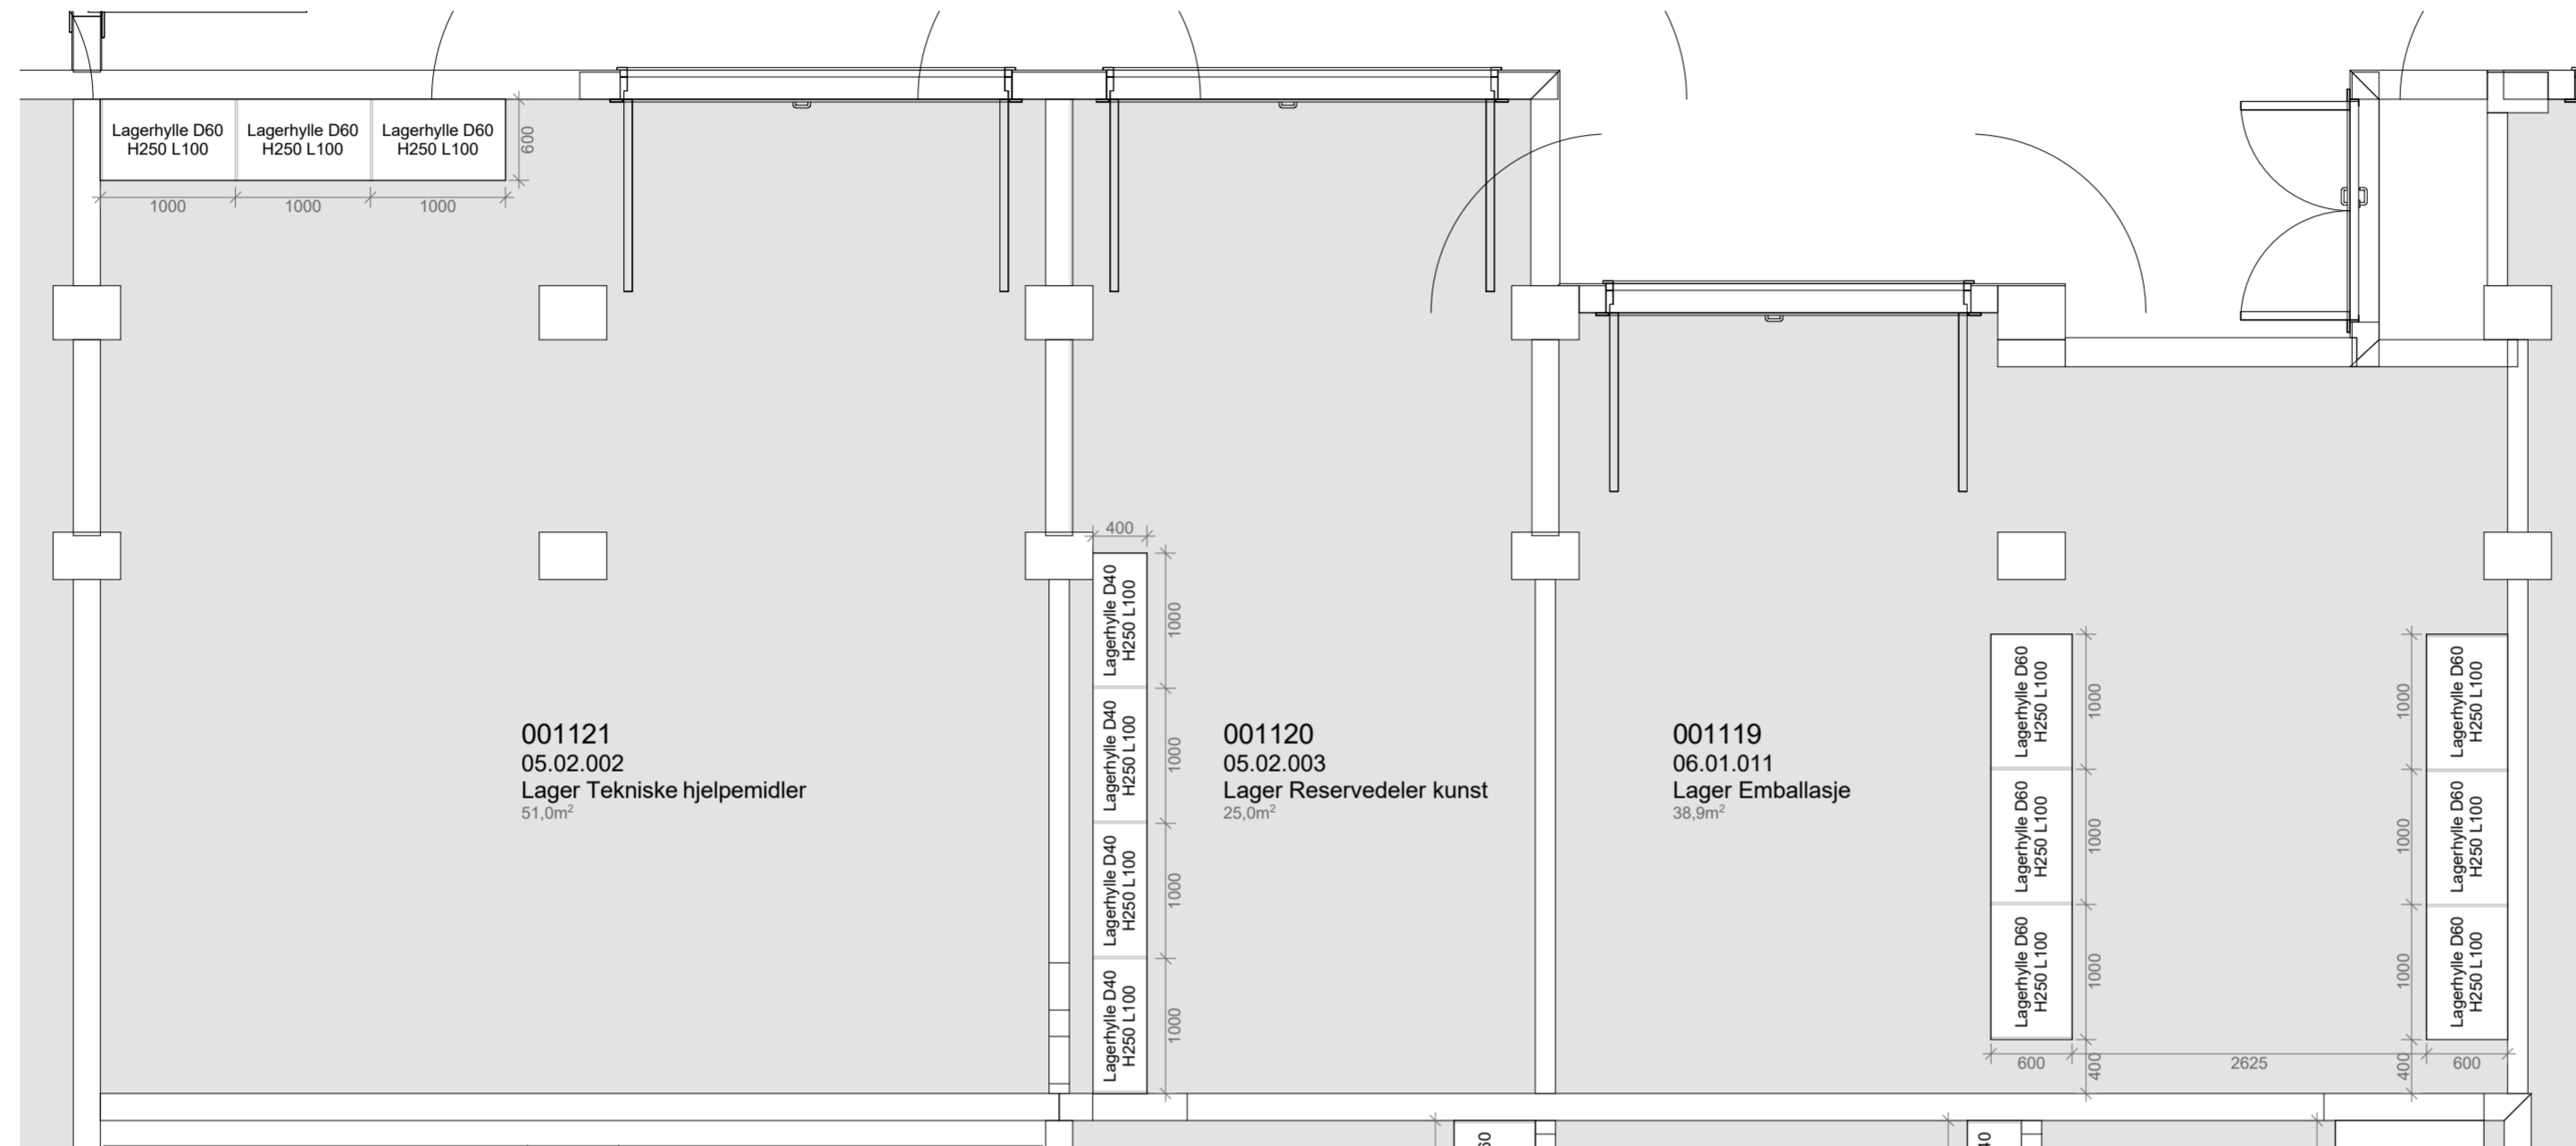 Lagerhylle D60
H250 L100
Lagerhylle D60
H250 L100
Lagerhylle D60
H250 L100
600
1000
1000
1000
400
Lagerhylle D40
H250 L100
1000
Lagerhylle D40
H250 L100
1000
Lagerhylle D40
H250 L100
1000
Lagerhylle D40
H250 L100
1000
001121
05.02.002
Lager Tekniske hjelpemidler
51,0m²
001120
05.02.003
Lager Reservedeler kunst
25,0m²
001119
06.01.011
Lager Emballasje
38,9m²
Lagerhylle D60
H250 L100
1000
Lagerhylle D60
H250 L100
1000
Lagerhylle D60
H250 L100
1000
1000
Lagerhylle D60
H250 L100
1000
Lagerhylle D60
H250 L100
1000
Lagerhylle D60
H250 L100
600
400
2625
400
600
60
40